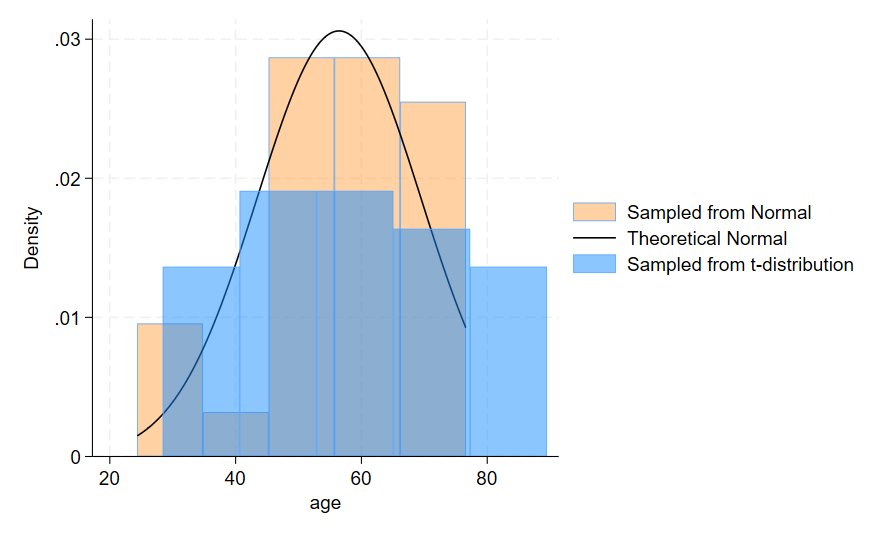 .03
.02
.01
0
Density
20 40 60 80
age
Sampled from Normal
Theoretical Normal
Sampled from t-distribution